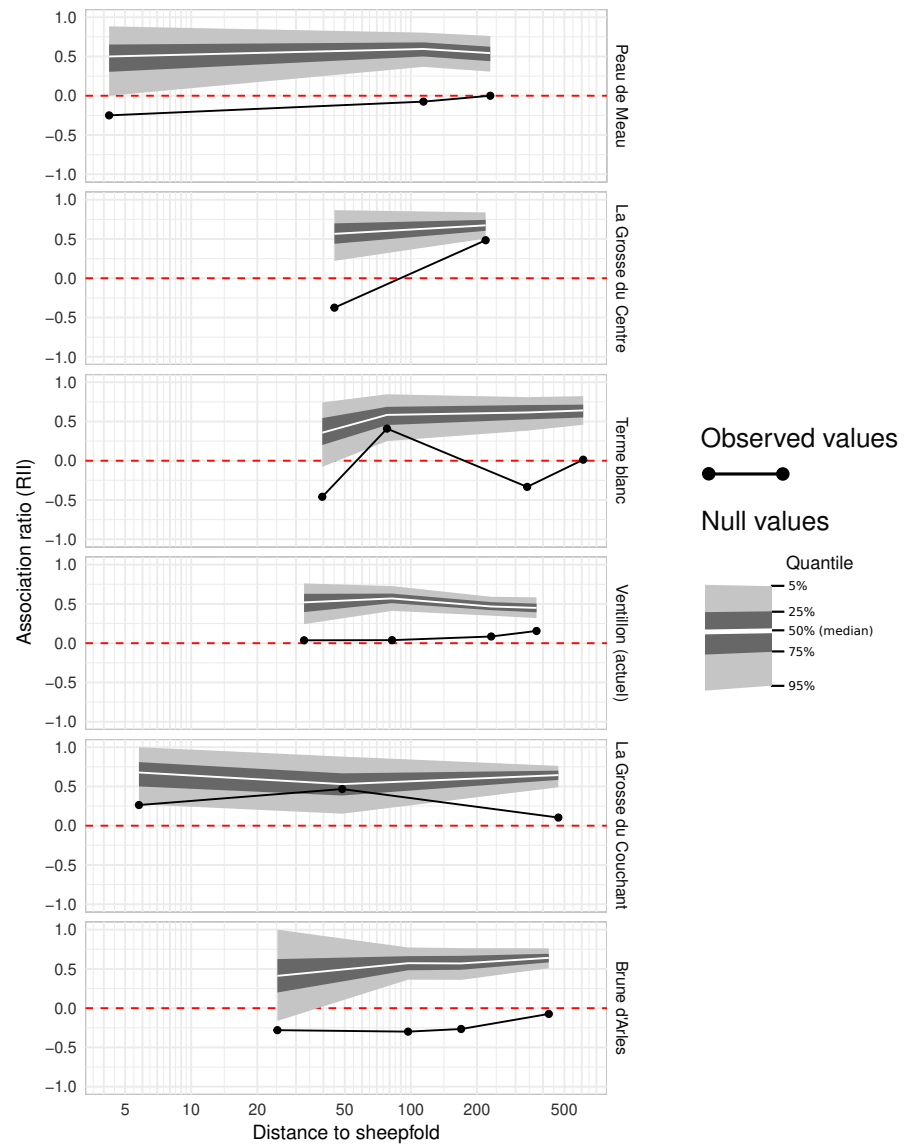 1.0
0.5
0.0
−0.5
−1.0
Peau de Meau
1.0
0.5
0.0
−0.5
−1.0
La Grosse du Centre
1.0
0.5
0.0
−0.5
−1.0
Terme blanc
1.0
0.5
0.0
−0.5
−1.0
Ventillon (actuel)
1.0
0.5
0.0
−0.5
−1.0
La Grosse du Couchant
1.0
0.5
0.0
−0.5
−1.0
Brune d'Arles
5 10 20 50 100 200 500
Distance to sheepfold
Association ratio (RII)
Observed values
Null values
Quantile
5%
25%
50% (median)
75%
95%